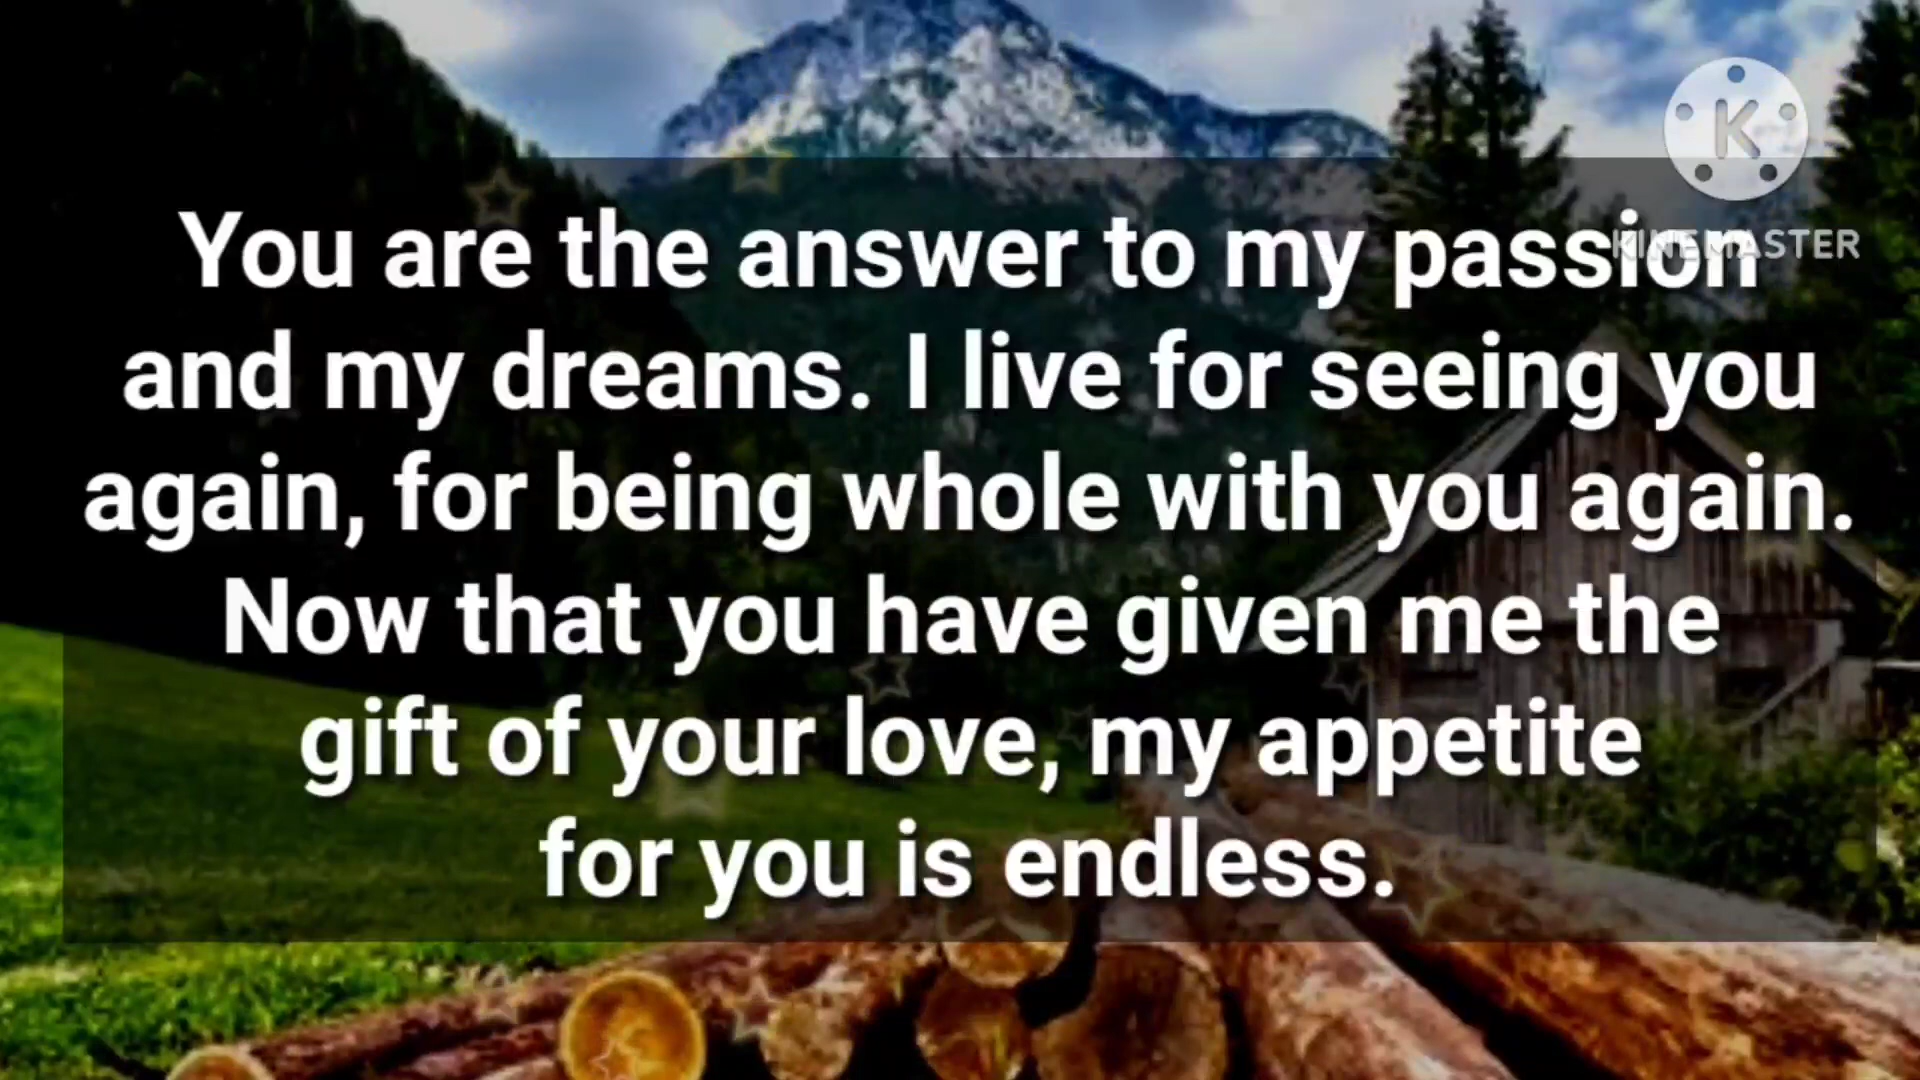 K
KINEMASTER
You are the answer to my passion
and my dreams. I live for seeing you
again, for being whole with you again.
Now that you have given me the
gift of your love, my appetite
for you is endless.